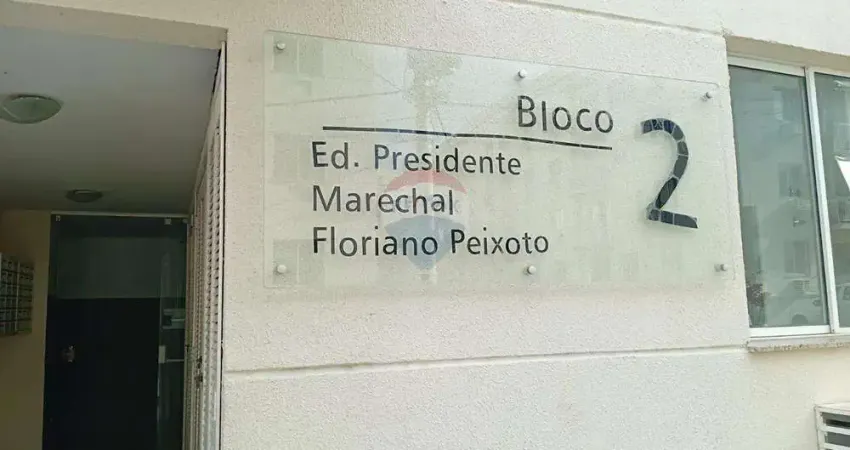 Bloco 2
Ed. Presidente
Marechal
Floriano Peixoto